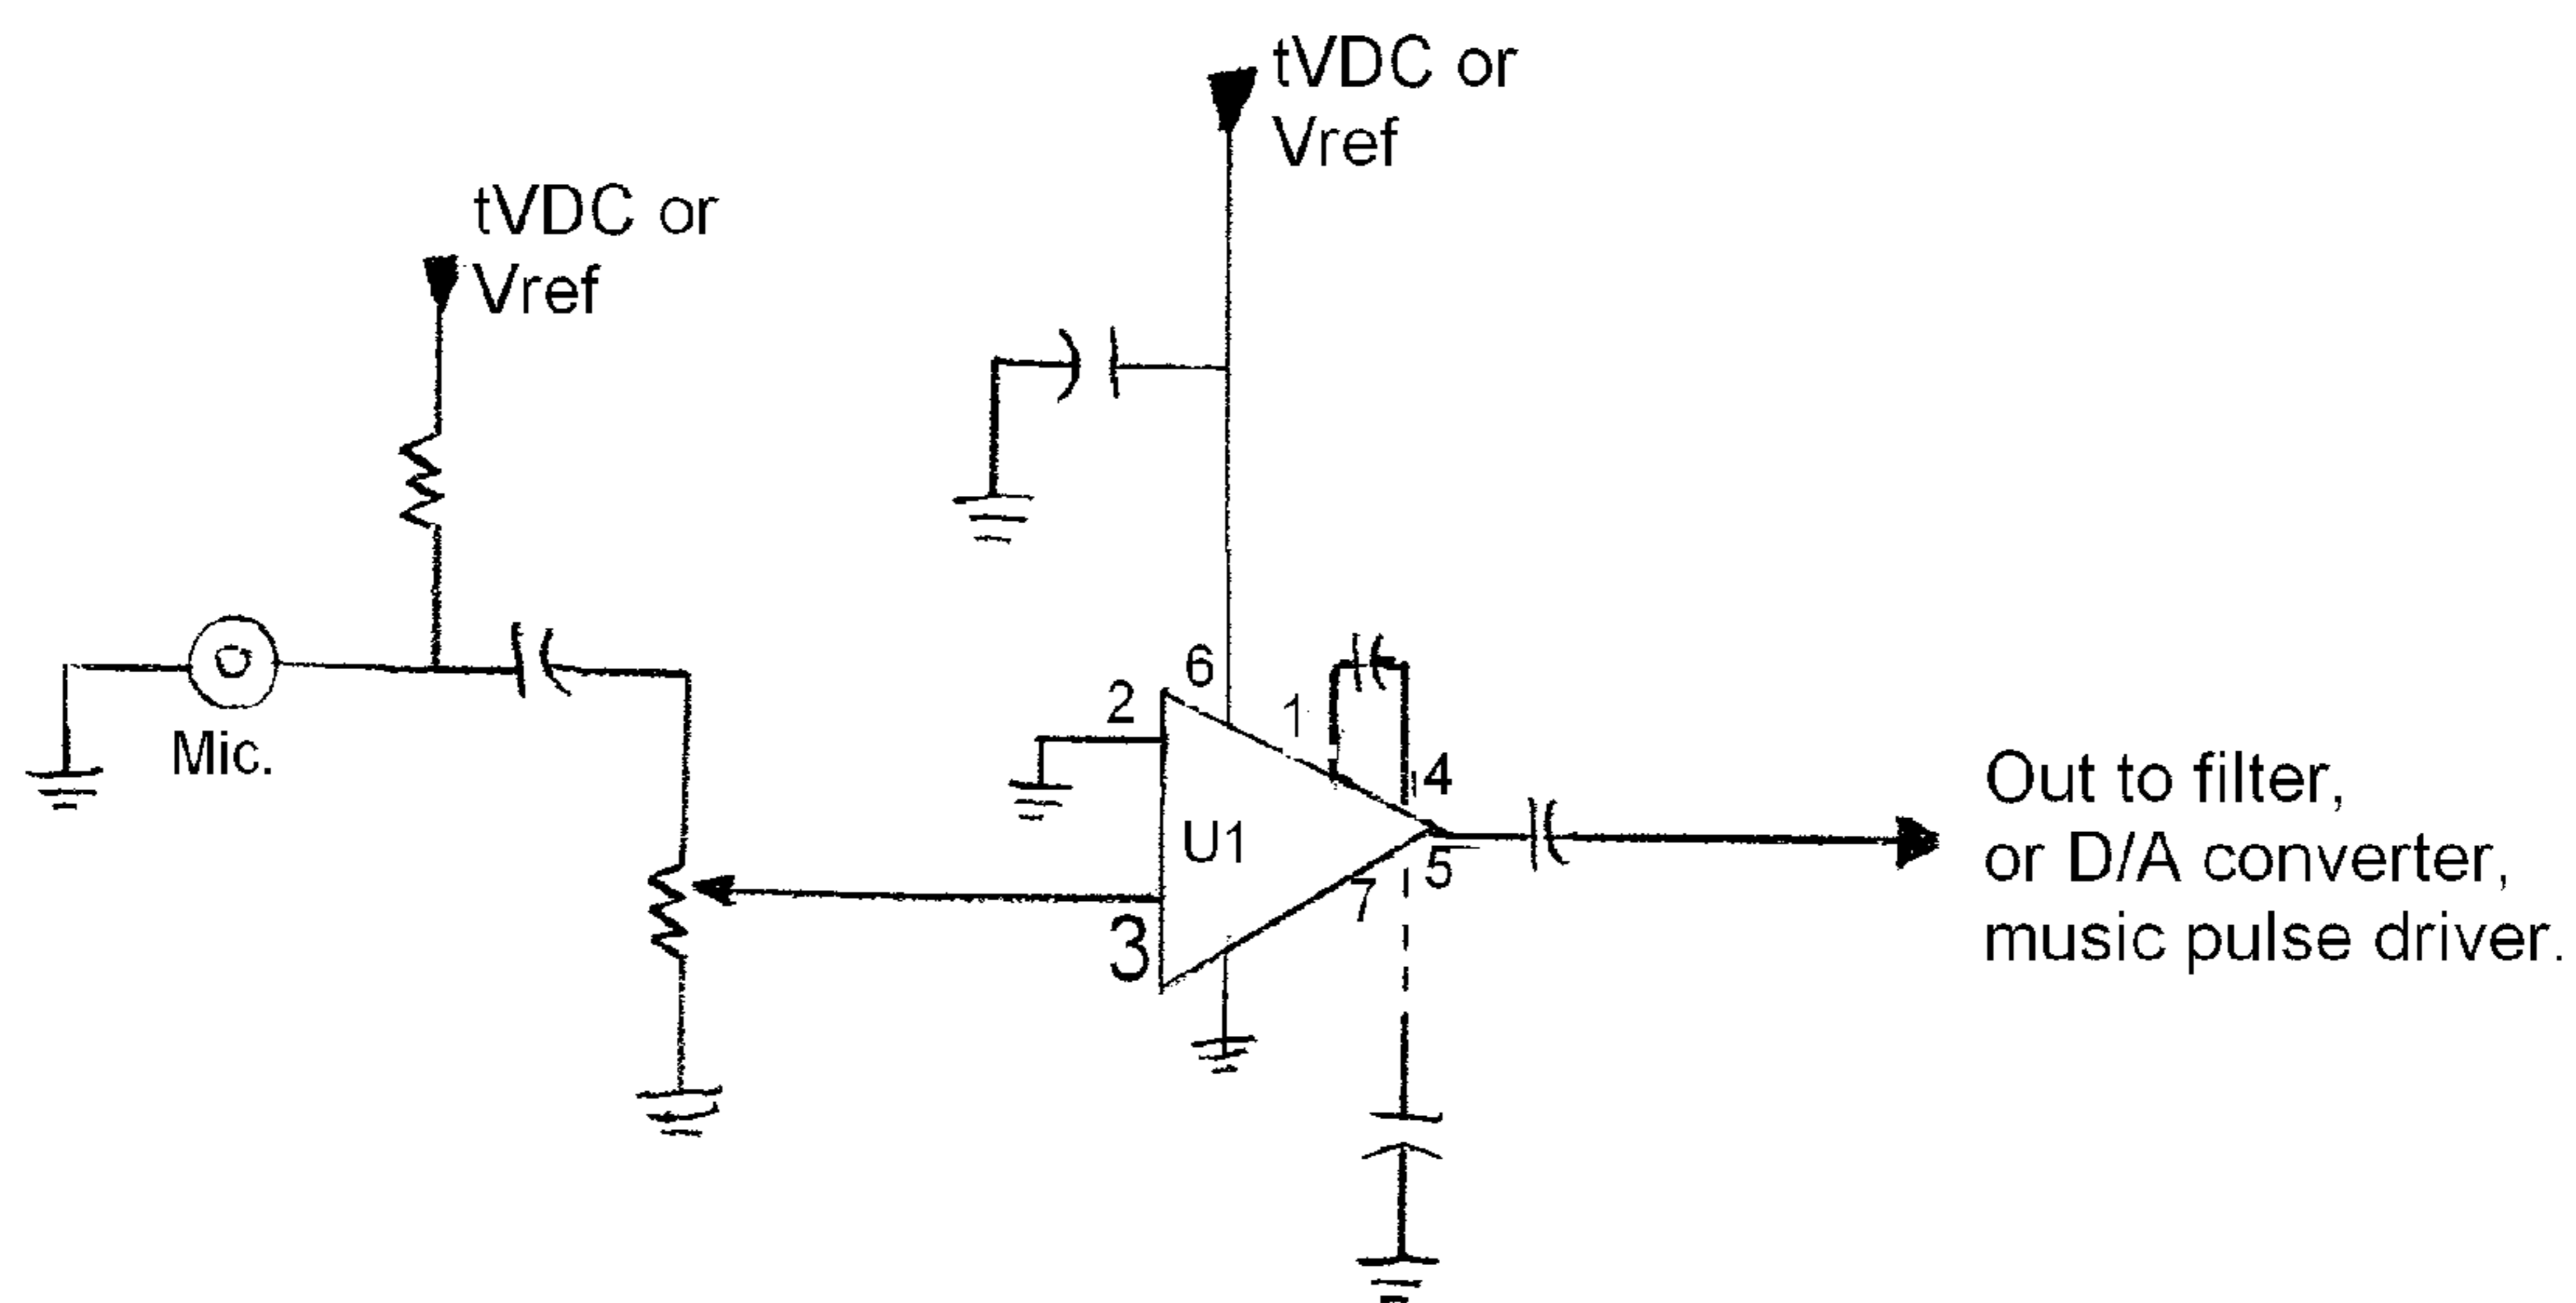 tVDC or
Vref
tVDC or
Vref
Mic.
6
2
1
4
U1
5
7
3
Out to filter,
or D/A converter,
music pulse driver.